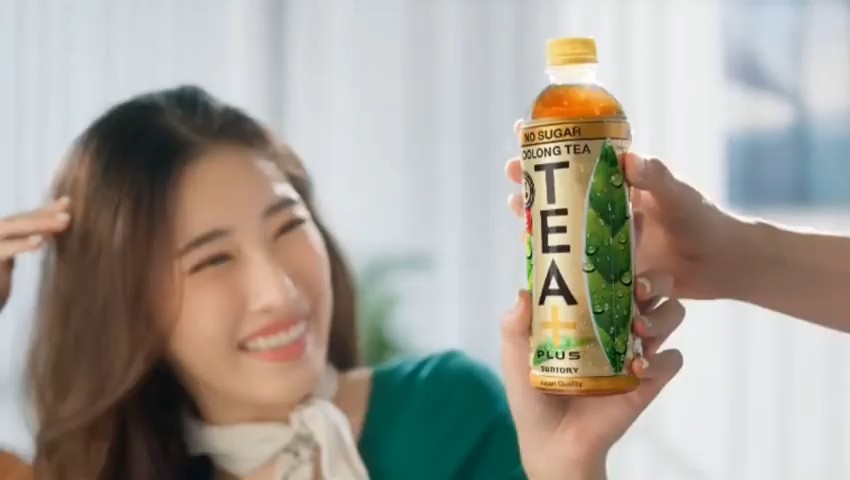 NO SUGAR
OOLONG TEA
TEA+
PLUS
SUNTORY
Japan Quality